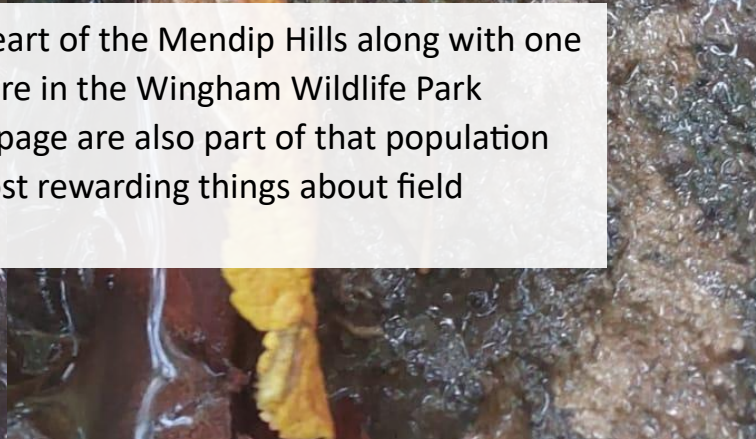 eart of the Mendip Hills along with one
re in the Wingham Wildlife Park
page are also part of that population
st rewarding things about field